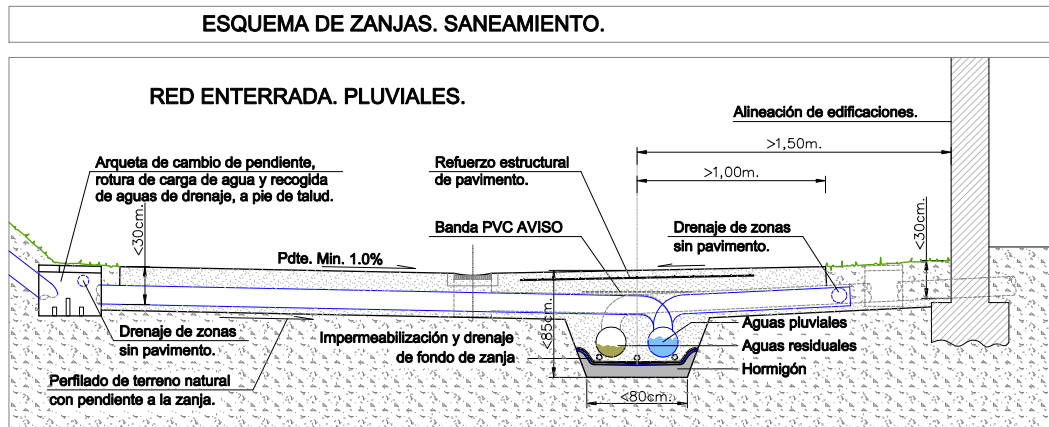 ESQUEMA DE ZANJAS. SANEAMIENTO.
RED ENTERRADA. PLUVIALES.
Alineación de edificaciones.
>1,50m.
Arqueta de cambio de pendiente,
rotura de carga de agua y recogida
de aguas de drenaje, a pie de talud.
Refuerzo estructural
de pavimento.
>1,00m.
<30cm.
Banda PVC AVISO
Drenaje de zonas
sin pavimento.
<30cm.
Pdte. Min. 1.0%
Drenaje de zonas
sin pavimento.
Impermeabilización y drenaje
de fondo de zanja
<85cm.
Aguas pluviales
Aguas residuales
Hormigón
Perfilado de terreno natural
con pendiente a la zanja.
<80cm.